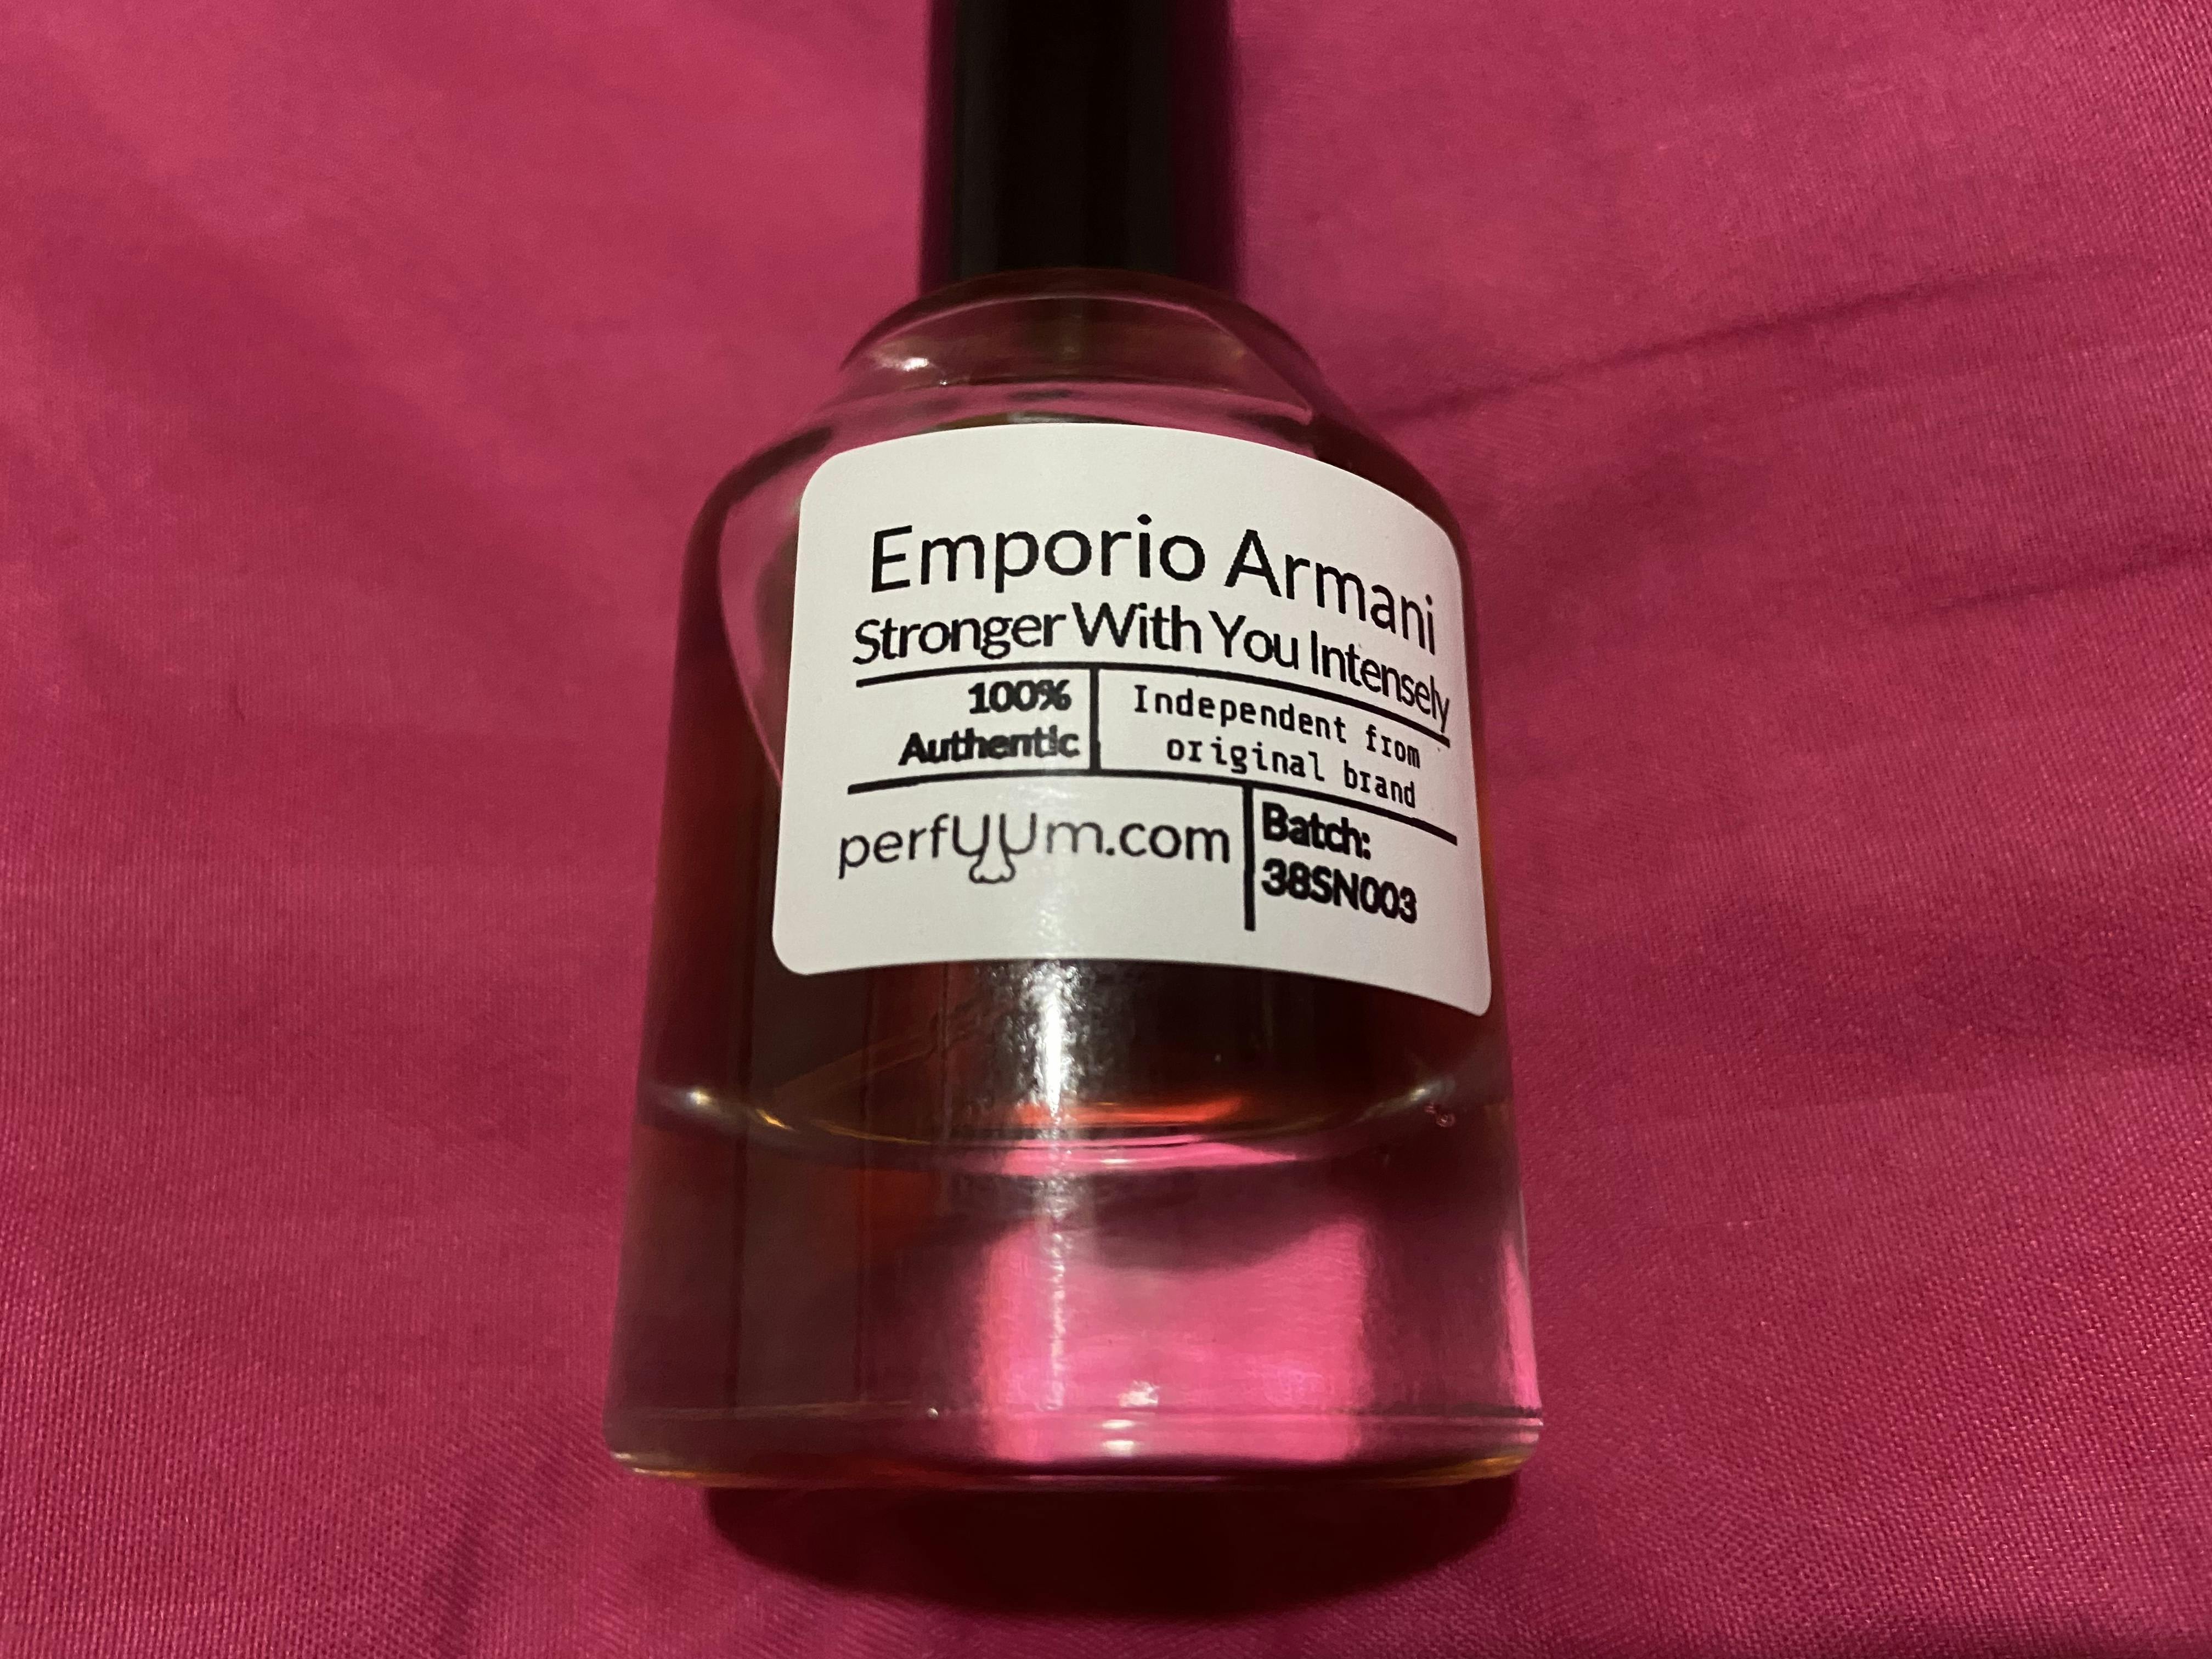 Emporio Armani
Stronger With You Intensely
100%
Authentic
Independent from
original brand
perfUUm.com
Batch:
38SN003